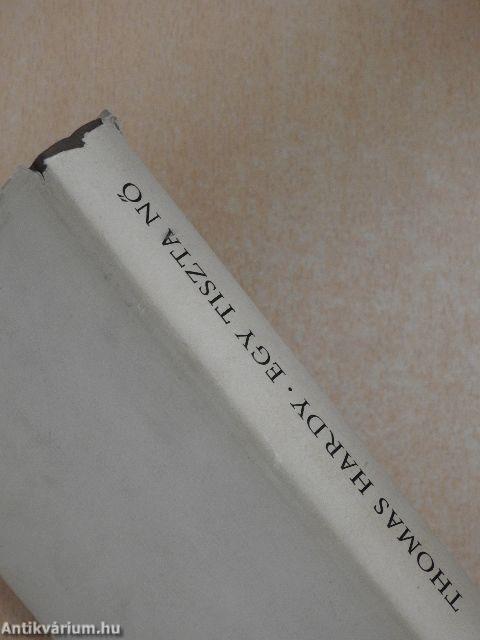 THOMAS HARDY · EGY TISZTA NŐ
Antikvárium.hu